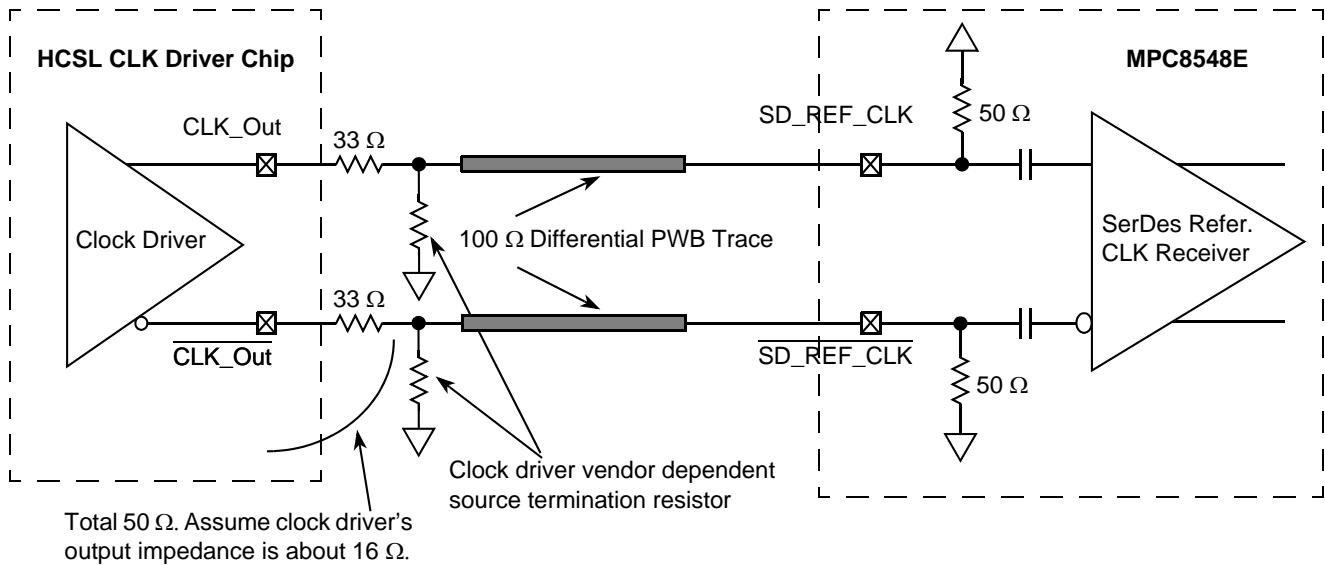 HCSL CLK Driver Chip
MPC8548E
CLK_Out
33 Ω
SD_REF_CLK
50 Ω
Clock Driver
100 Ω Differential PWB Trace
SerDes Refer.
CLK Receiver
33 Ω
CLK_Out
SD_REF_CLK
50 Ω
Clock driver vendor dependent
source termination resistor
Total 50 Ω. Assume clock driver’s
output impedance is about 16 Ω.